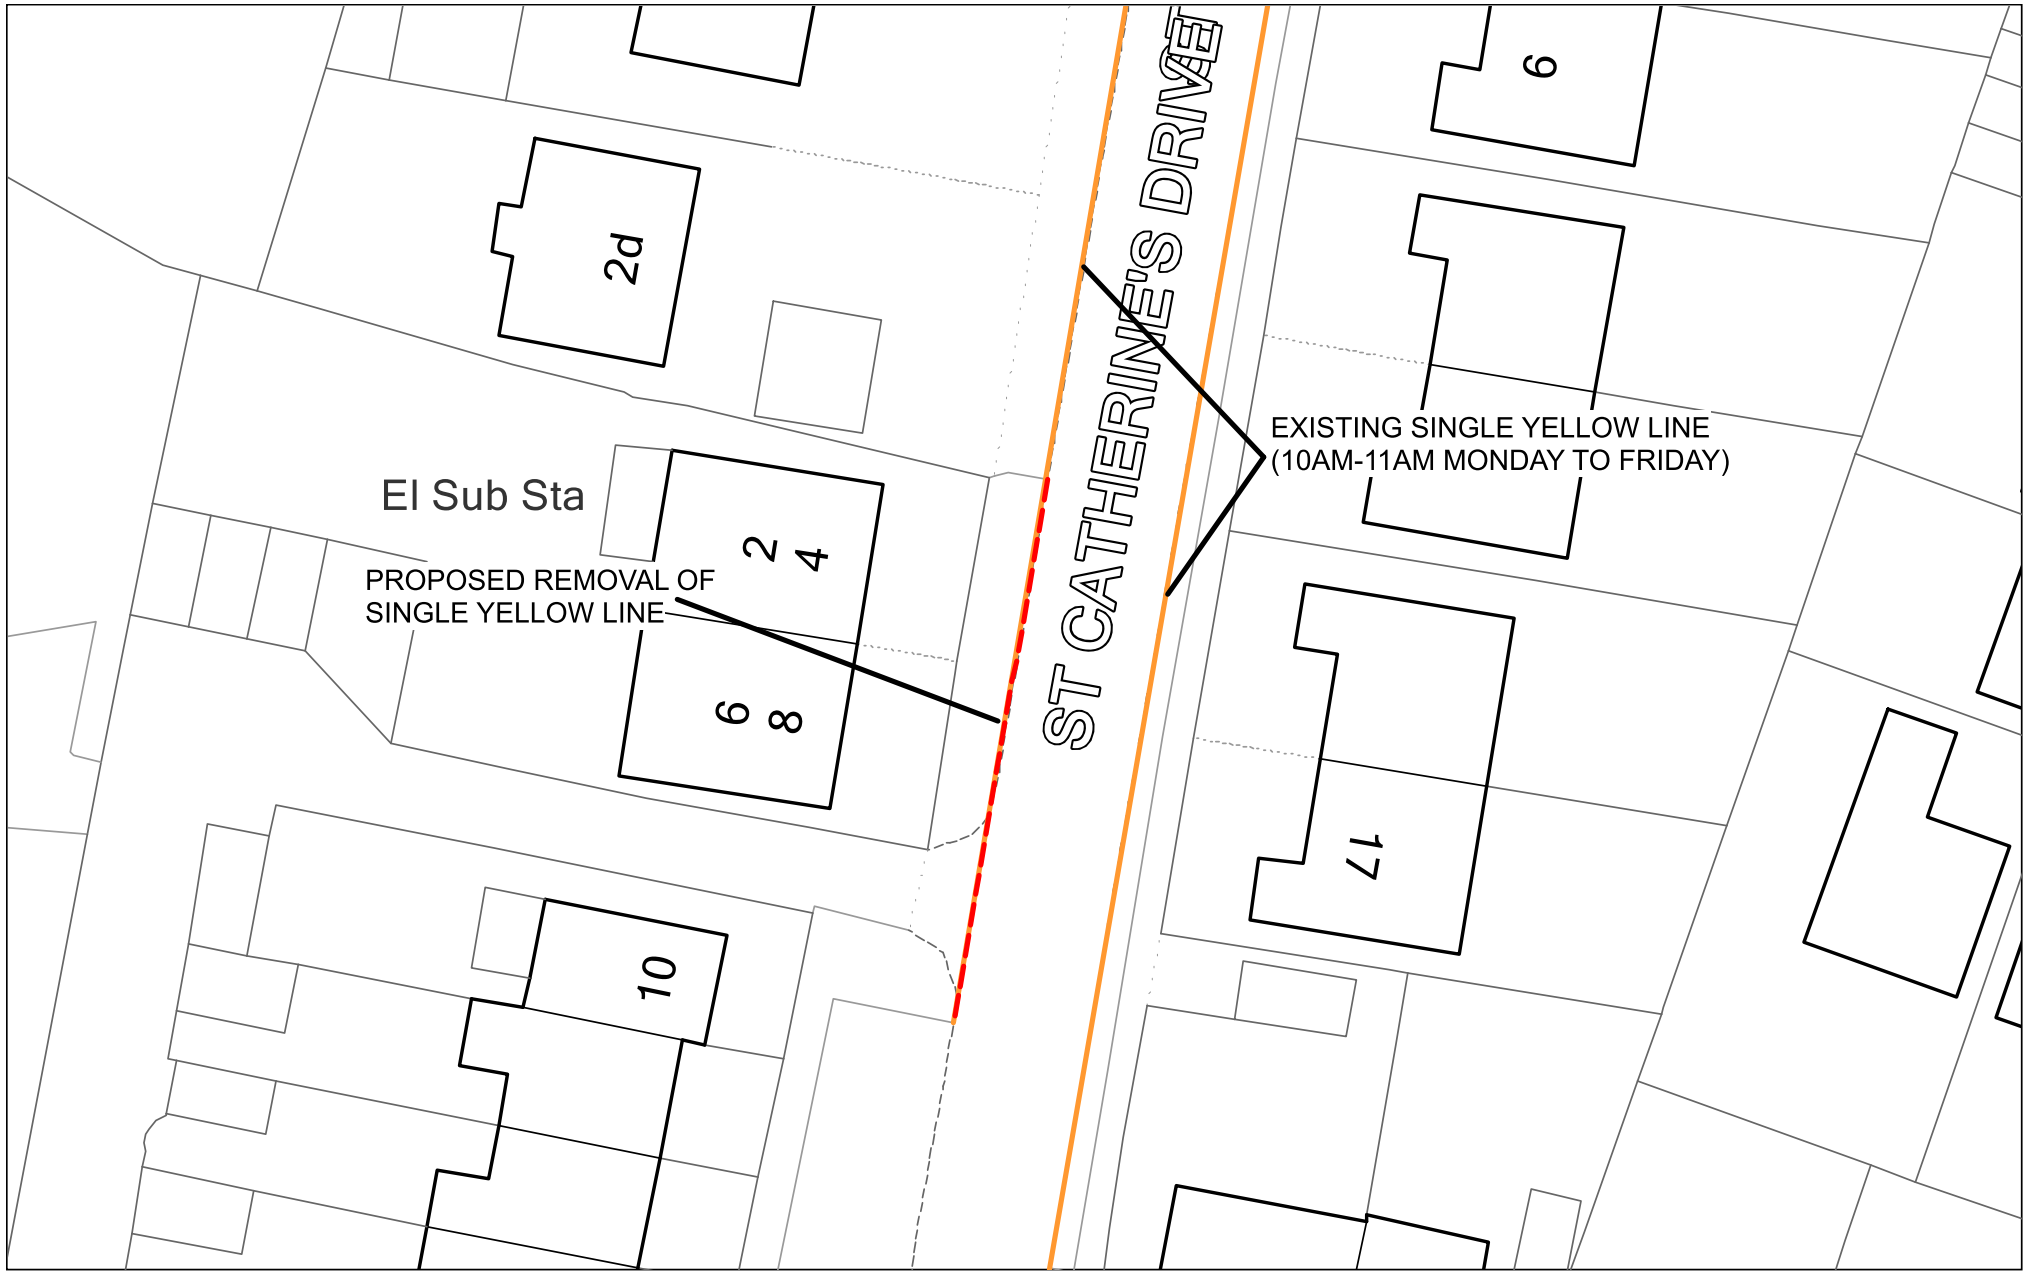 ST CATHERINE'S DRIVE
9
2d
EXISTING SINGLE YELLOW LINE
(10AM-11AM MONDAY TO FRIDAY)
El Sub Sta
2
4
PROPOSED REMOVAL OF
SINGLE YELLOW LINE
6
8
17
10